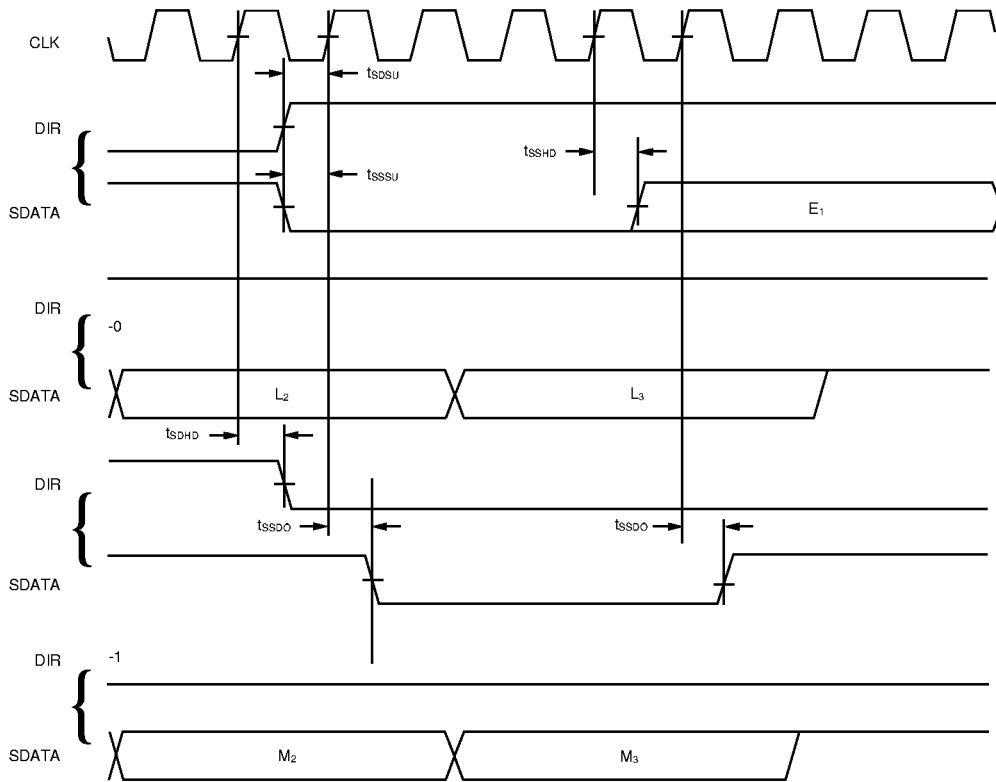 CLK
tSDSU
DIR
tSSHD
tSSSU
SDATA
E1
DIR
-0
SDATA
L2
L3
tSDHD
DIR
tSSDO
tSSDO
SDATA
DIR
-1
SDATA
M2
M3